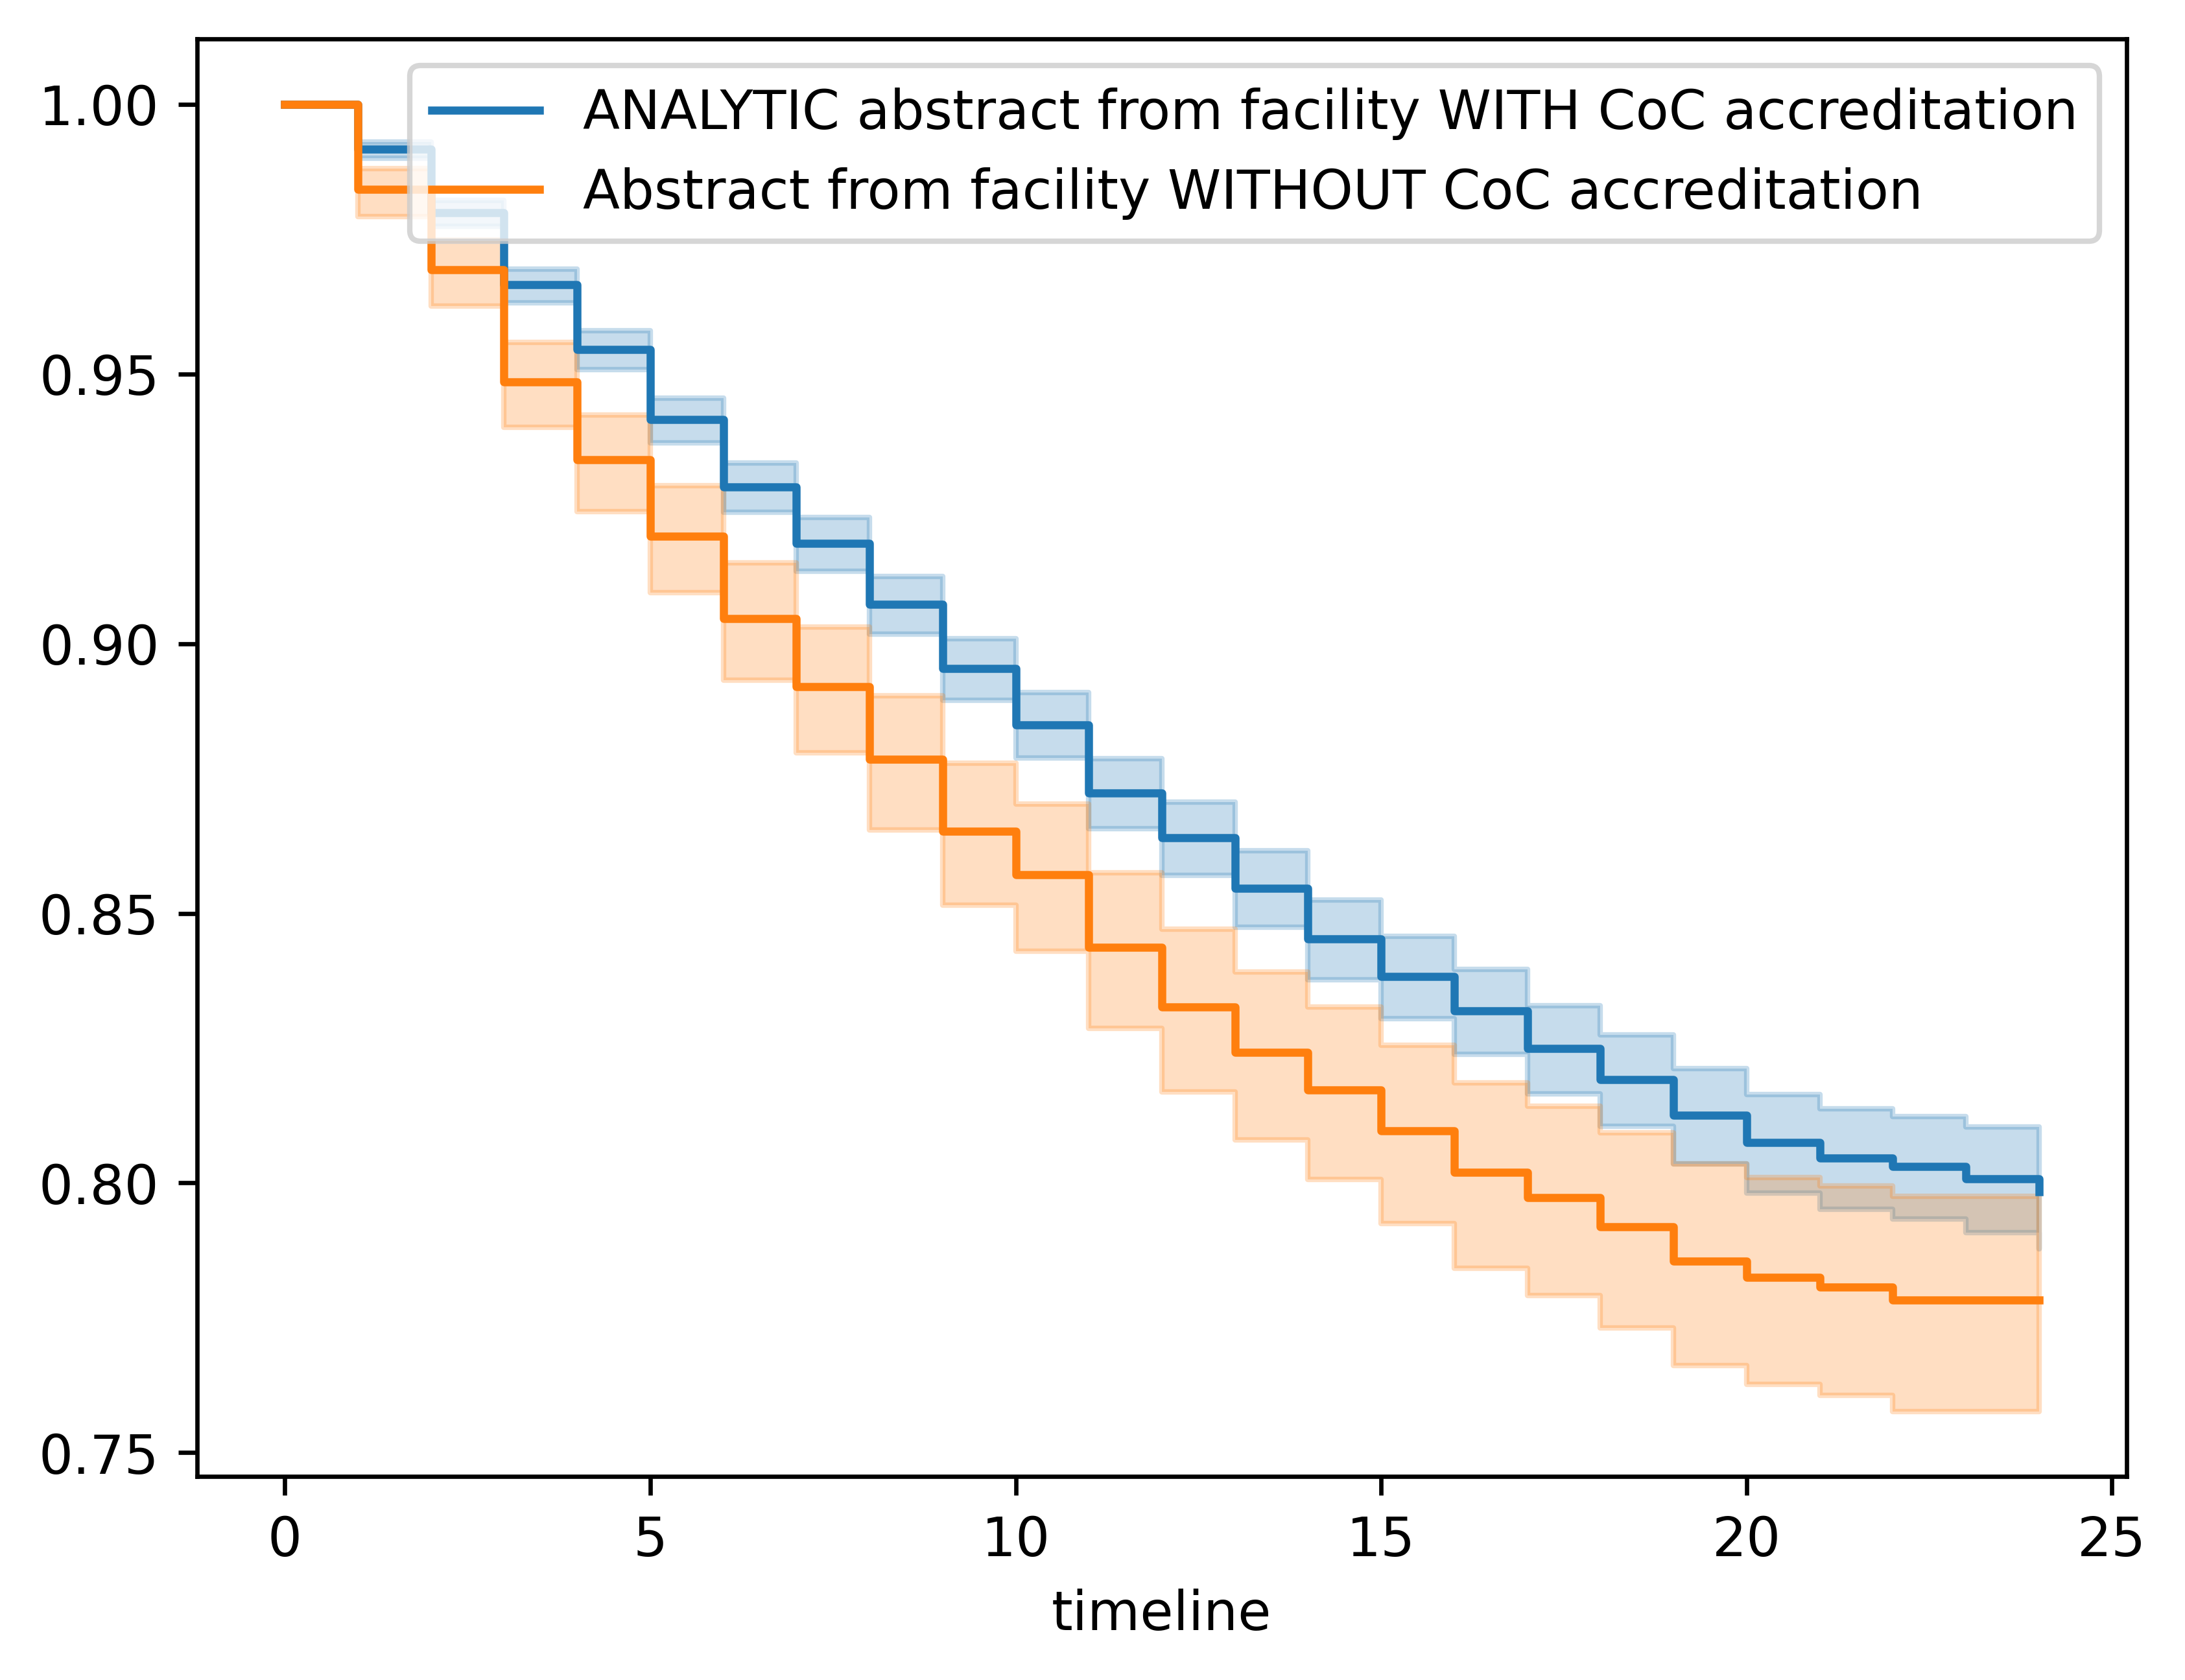 1.00
0.95
0.90
0.85
0.80
0.75
ANALYTIC abstract from facility WITH CoC accreditation
Abstract from facility WITHOUT CoC accreditation
0 5 10 15 20 25
timeline